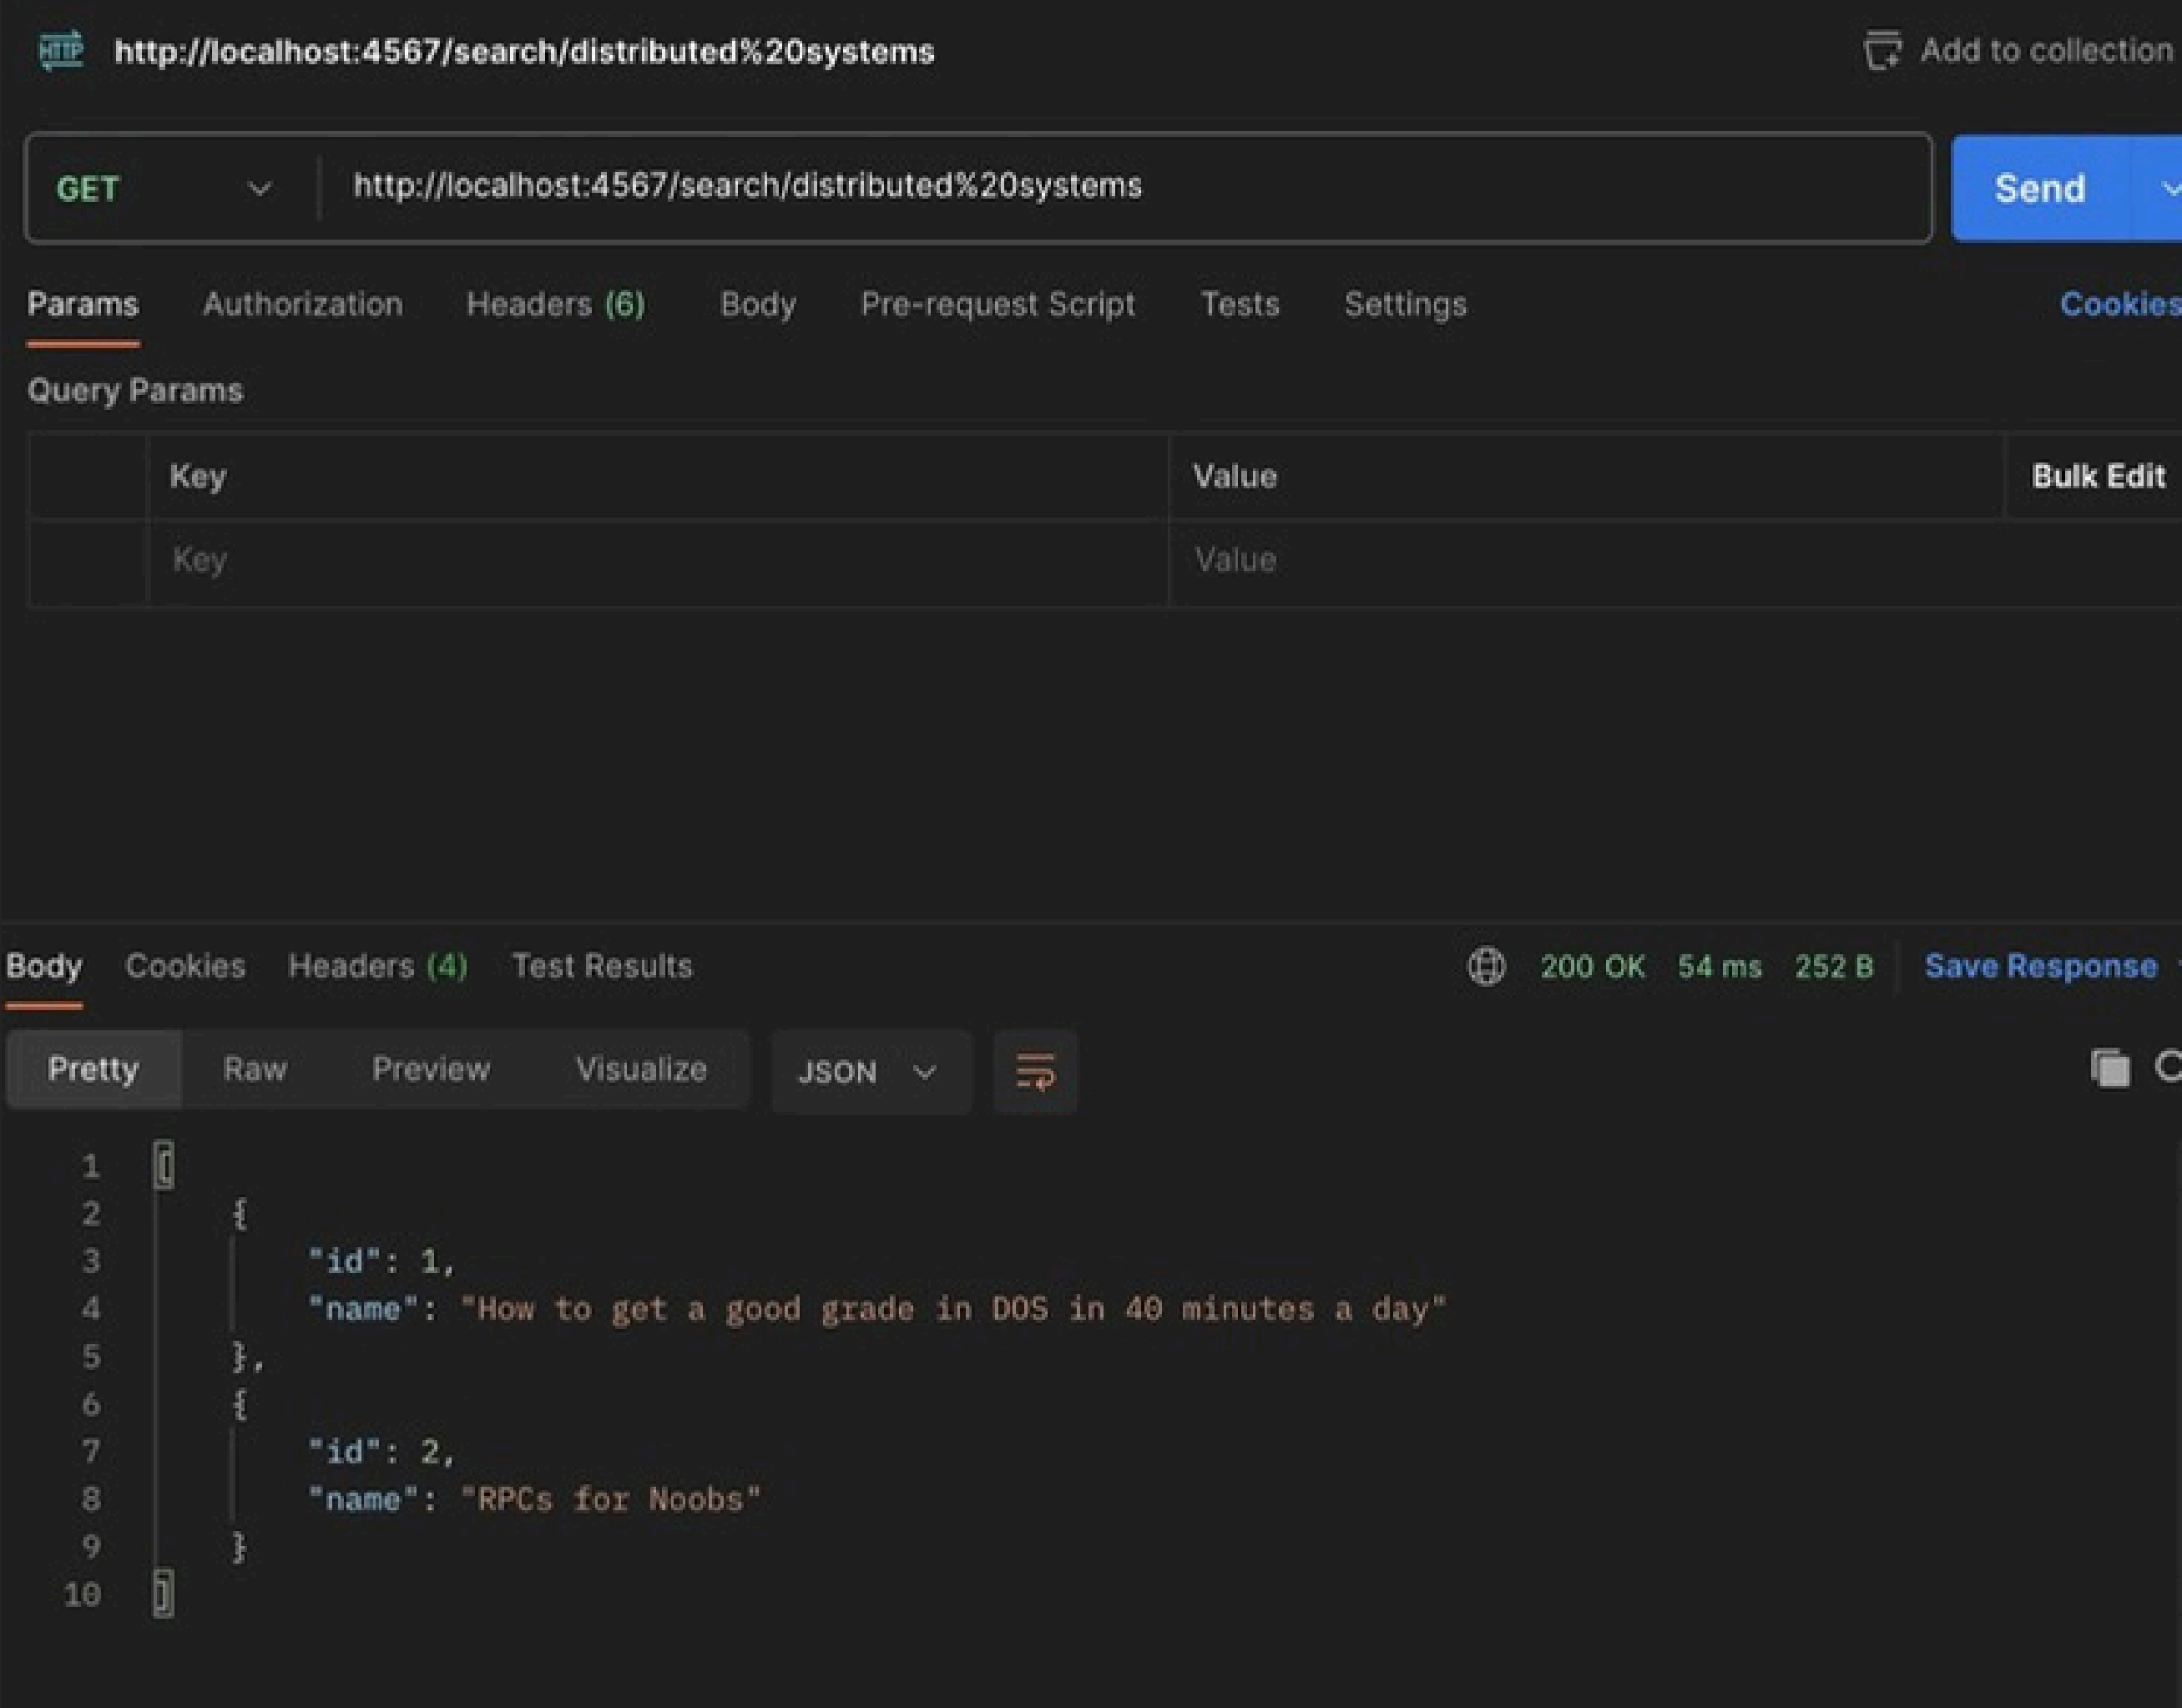 HTTP http://localhost:4567/search/distributed%20systems Add to collection
GET http://localhost:4567/search/distributed%20systems Send
Params Authorization Headers (6) Body Pre-request Script Tests Settings Cookies
Query Params
Key Value Bulk Edit
Key Value
Body Cookies Headers (4) Test Results 200 OK 54 ms 252 B Save Response
Pretty Raw Preview Visualize JSON
1 [
2 {
3 "id": 1,
4 "name": "How to get a good grade in DOS in 40 minutes a day"
5 },
6 {
7 "id": 2,
8 "name": "RPCs for Noobs"
9 }
10 ]